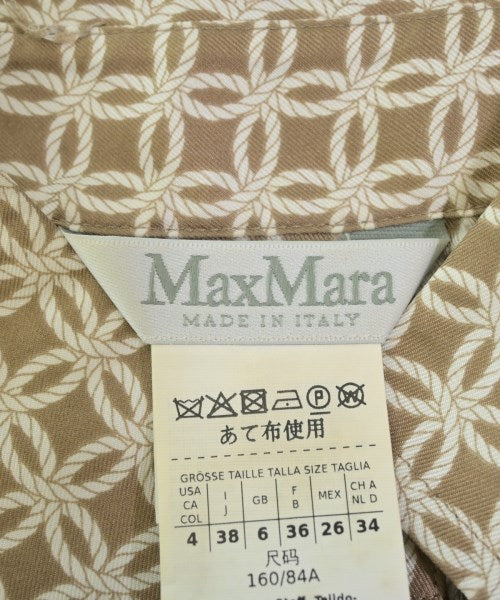 MaxMara
MADE IN ITALY
あて布使用
GRÖSSE TAILLE TALLA SIZE TAGLIA
USA CA COL I J GB F B MEX CH A NL D
4 38 6 36 26 34
尺码
160/84A